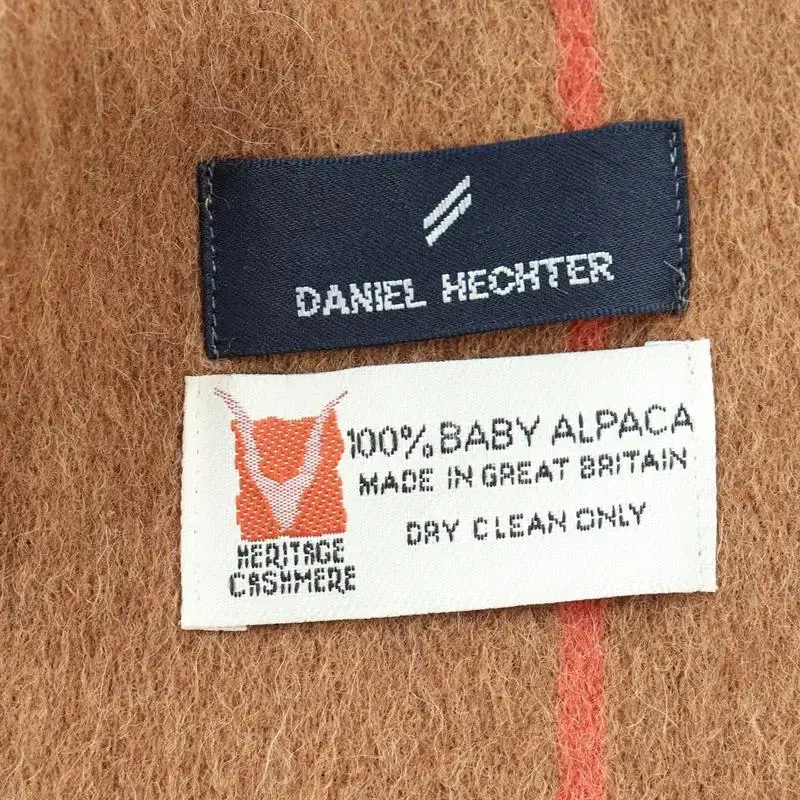 DANIEL HECHTER
100% BABY ALPACA
MADE IN GREAT BRITAIN
DRY CLEAN ONLY
HERITAGE
CASHMERE